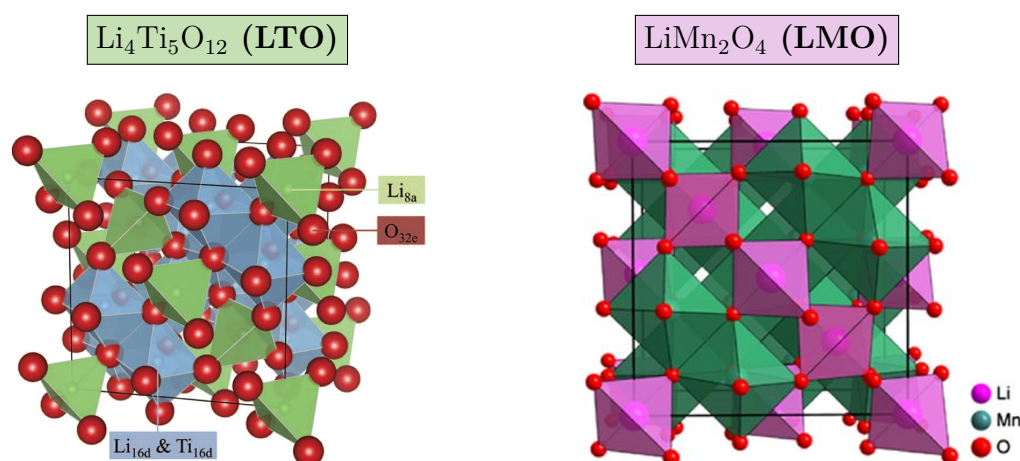 Li₄Ti₅O₁₂ (LTO)
LiMn₂O₄ (LMO)
Li₈ₐ
O₃₂ₑ
Li₁₆d & Ti₁₆d
Li
Mn
O